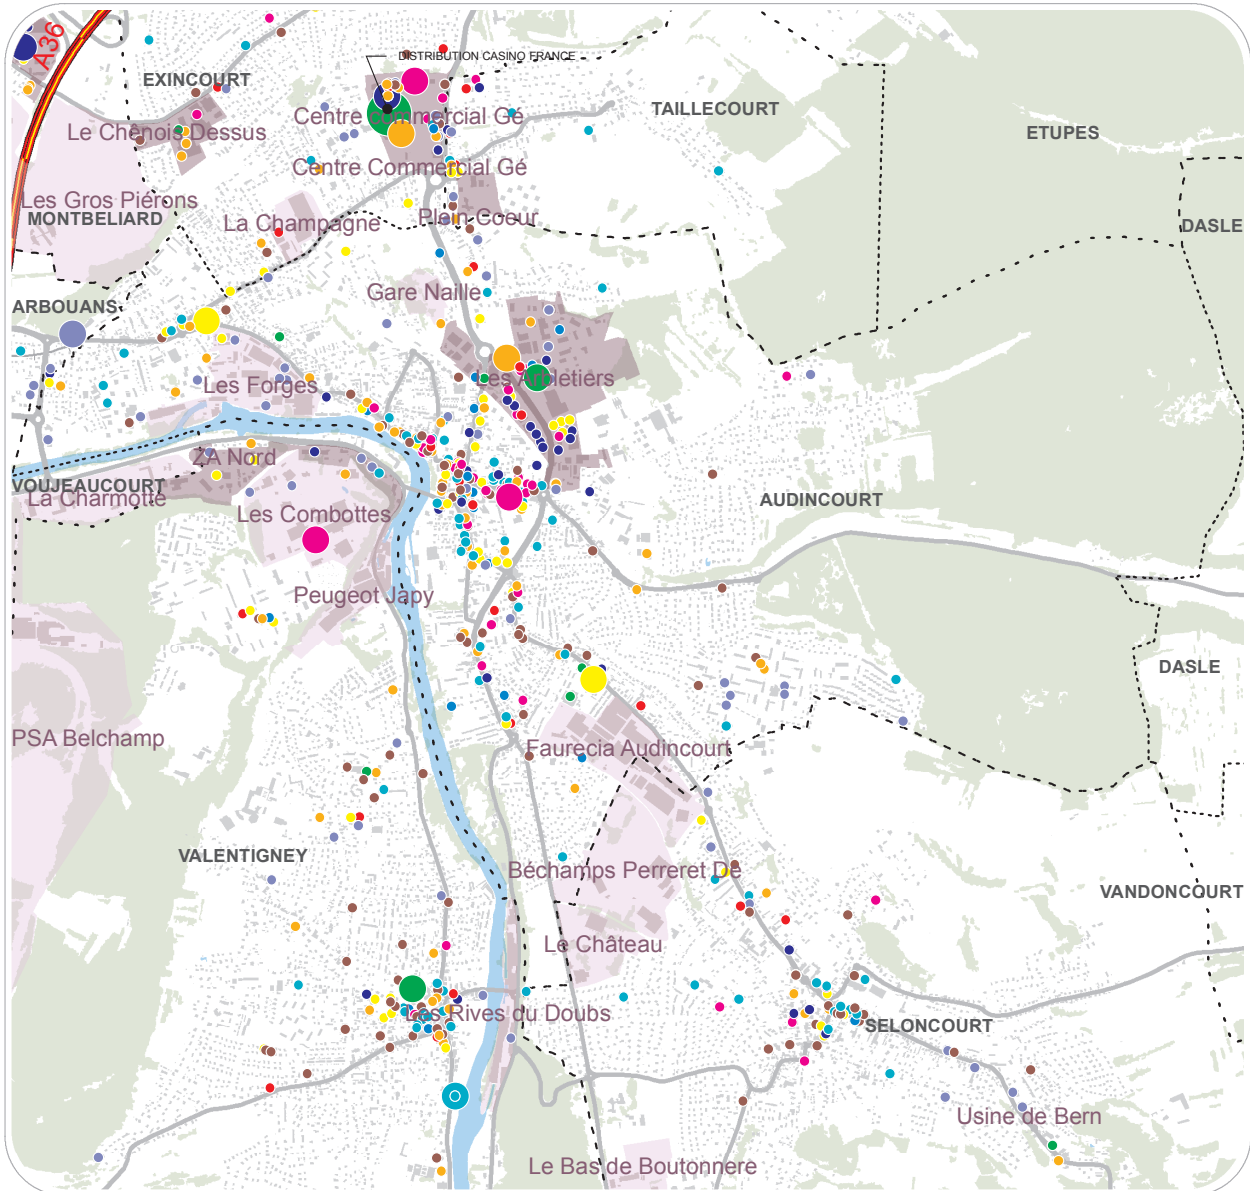 A36
DISTRIBUTION CASINO FRANCE
EXINCOURT
TAILLECOURT
Centre commercial Gé
Le Chênois Dessus
ETUPES
Centre Commercial Gé
Les Gros Piérons
MONTBELIARD
La Champagne
Plein Coeur
DASLE
Gare Naille
ARBOUANS
Les Forges
Les Arbletiers
ZA Nord
VOUJEAUCOURT
La Charmotte
AUDINCOURT
Les Combottes
Peugeot Japy
DASLE
PSA Belchamp
Faurecia Audincourt
VALENTIGNEY
Béchamps Perreret De
VANDONCOURT
Le Château
Les Rives du Doubs
SELONCOURT
Usine de Bern
Le Bas de Boutonnere